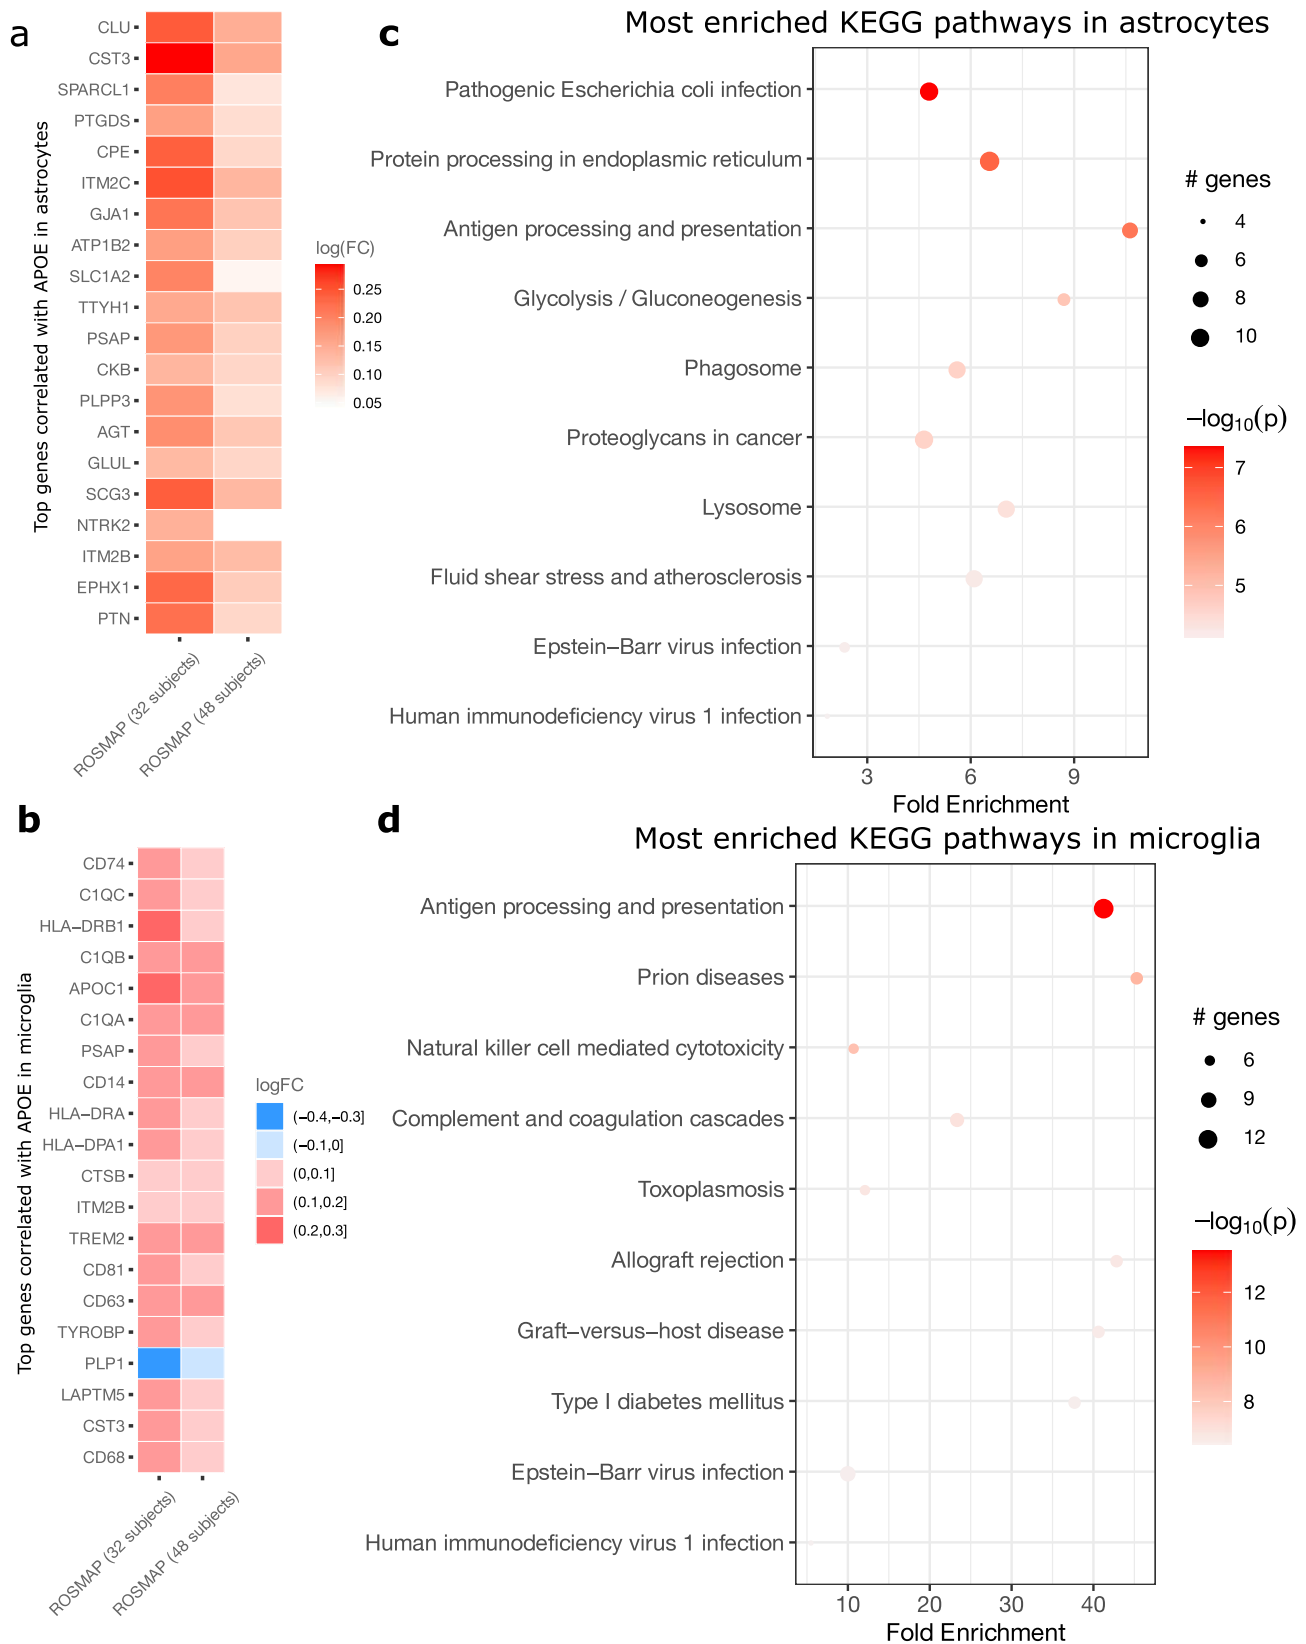 a
Top genes correlated with APOE in astrocytes
CLU
CST3
SPARCL1
PTGDS
CPE
ITM2C
GJA1
ATP1B2
SLC1A2
TTYH1
PSAP
CKB
PLPP3
AGT
GLUL
SCG3
NTRK2
ITM2B
EPHX1
PTN
ROSMAP (32 subjects)
ROSMAP (48 subjects)
log(FC)
0.25
0.20
0.15
0.10
0.05
c
Most enriched KEGG pathways in astrocytes
Pathogenic Escherichia coli infection
Protein processing in endoplasmic reticulum
Antigen processing and presentation
Glycolysis / Gluconeogenesis
Phagosome
Proteoglycans in cancer
Lysosome
Fluid shear stress and atherosclerosis
Epstein−Barr virus infection
Human immunodeficiency virus 1 infection
3 6 9
Fold Enrichment
# genes
4
6
8
10
−log₁₀(p)
7
6
5
b
Top genes correlated with APOE in microglia
CD74
C1QC
HLA−DRB1
C1QB
APOC1
C1QA
PSAP
CD14
HLA−DRA
HLA−DPA1
CTSB
ITM2B
TREM2
CD81
CD63
TYROBP
PLP1
LAPTM5
CST3
CD68
ROSMAP (32 subjects)
ROSMAP (48 subjects)
logFC
(−0.4,−0.3]
(−0.1,0]
(0,0.1]
(0.1,0.2]
(0.2,0.3]
d
Most enriched KEGG pathways in microglia
Antigen processing and presentation
Prion diseases
Natural killer cell mediated cytotoxicity
Complement and coagulation cascades
Toxoplasmosis
Allograft rejection
Graft−versus−host disease
Type I diabetes mellitus
Epstein−Barr virus infection
Human immunodeficiency virus 1 infection
10 20 30 40
Fold Enrichment
# genes
6
9
12
−log₁₀(p)
12
10
8